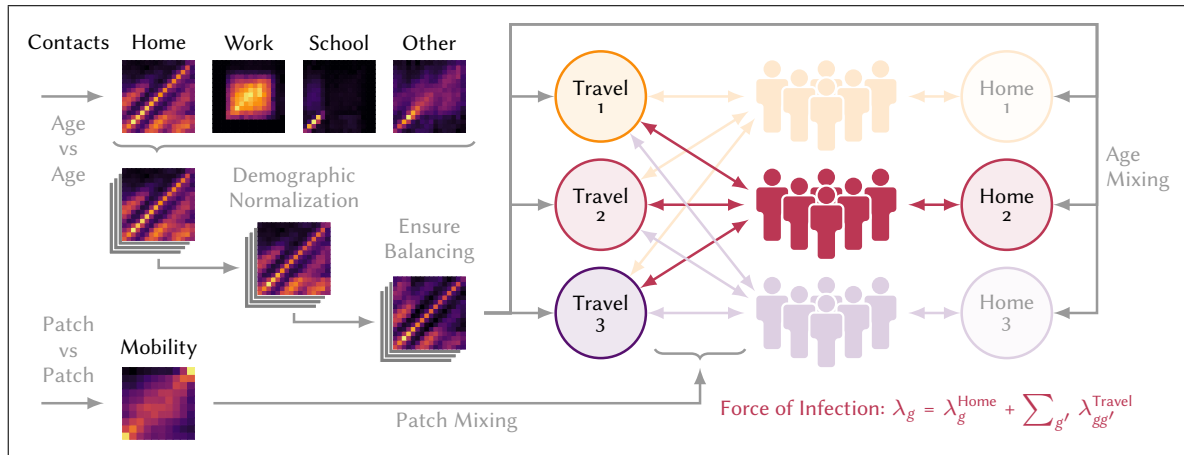 Contacts
Home
Work
School
Other
Age
vs
Age
Demographic
Normalization
Ensure
Balancing
Patch
vs
Patch
Mobility
Patch Mixing
Travel
1
Travel
2
Travel
3
Home
1
Home
2
Home
3
Age
Mixing
Force of Infection: λ_g = λ_g^Home + ∑_g′ λ_gg′^Travel